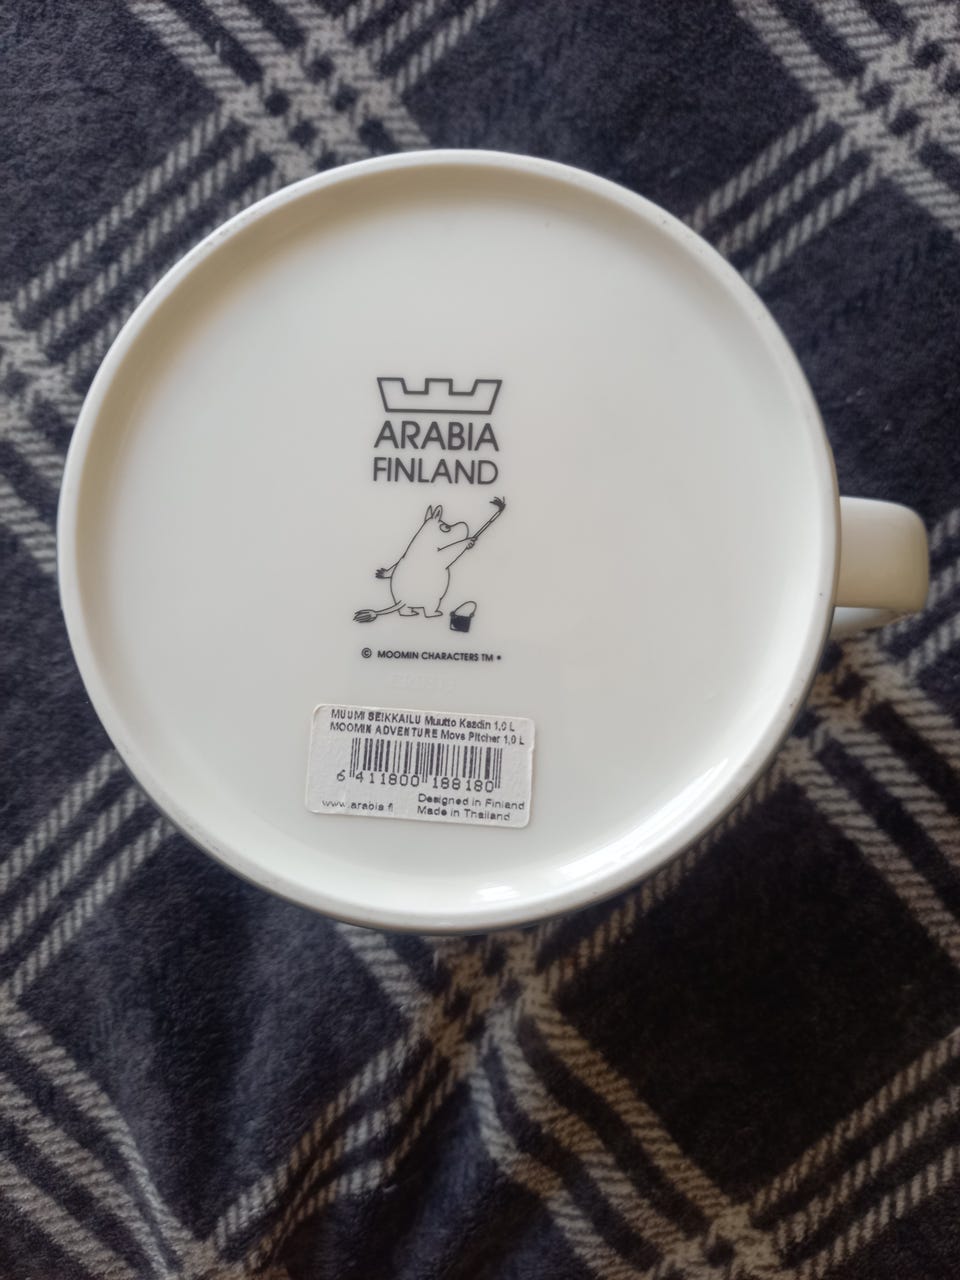 ARABIA
FINLAND
© MOOMIN CHARACTERS TM
MUUMI SEIKKAILU Muutto Kaadin 1,0 L
MOOMIN ADVENTURE Move Pitcher 1,0 L
6 411800 188180
www.arabia.fi
Designed in Finland
Made in Thailand